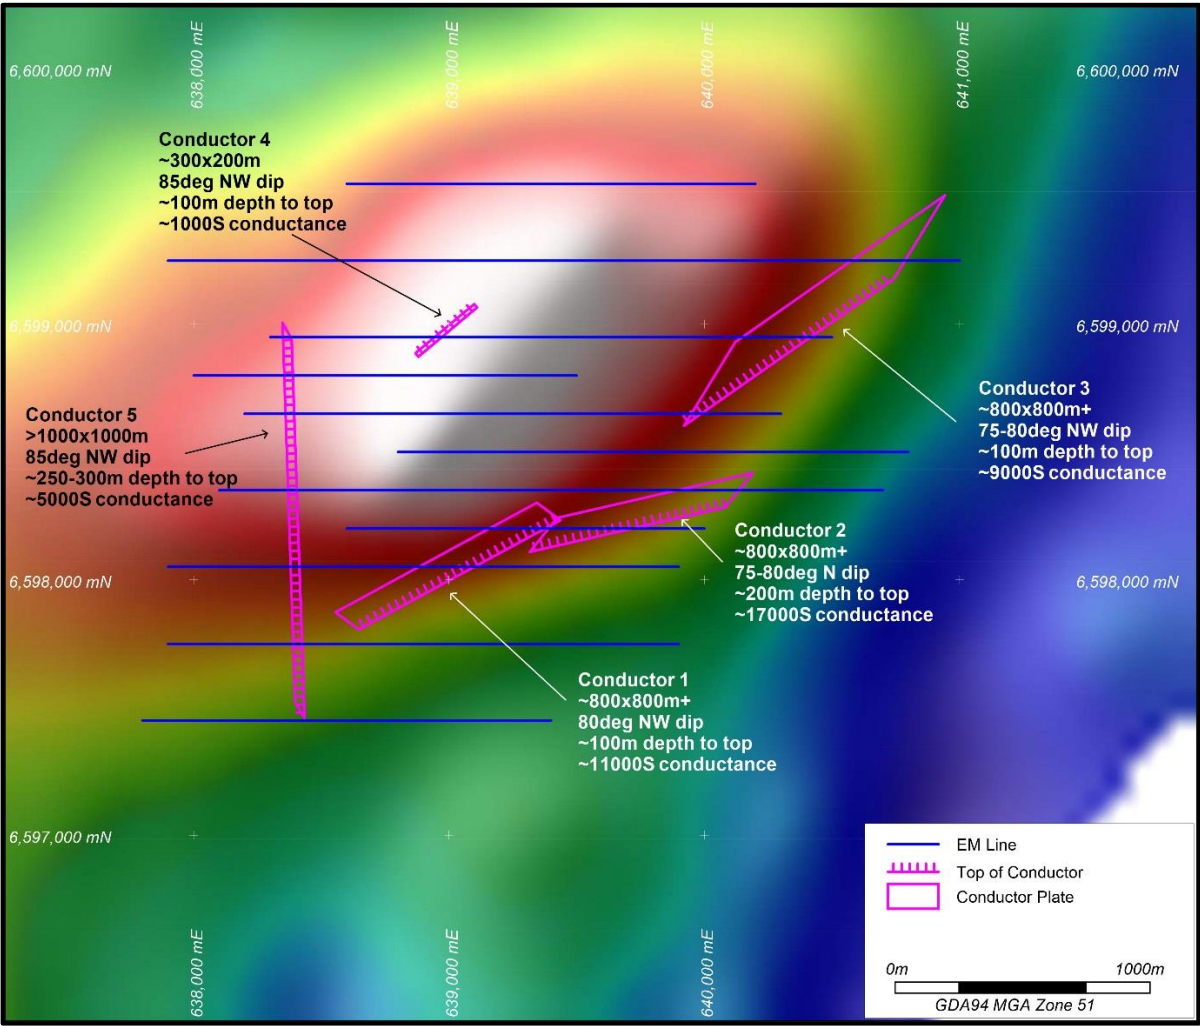 638,000 mE
639,000 mE
640,000 mE
641,000 mE
6,600,000 mN
6,600,000 mN
Conductor 4
~300x200m
85deg NW dip
~100m depth to top
~1000S conductance
6,599,000 mN
6,599,000 mN
Conductor 3
~800x800m+
75-80deg NW dip
~100m depth to top
~9000S conductance
Conductor 5
>1000x1000m
85deg NW dip
~250-300m depth to top
~5000S conductance
Conductor 2
~800x800m+
75-80deg N dip
~200m depth to top
~17000S conductance
6,598,000 mN
6,598,000 mN
Conductor 1
~800x800m+
80deg NW dip
~100m depth to top
~11000S conductance
6,597,000 mN
638,000 mE
639,000 mE
640,000 mE
EM Line
Top of Conductor
Conductor Plate
0m 1000m
GDA94 MGA Zone 51